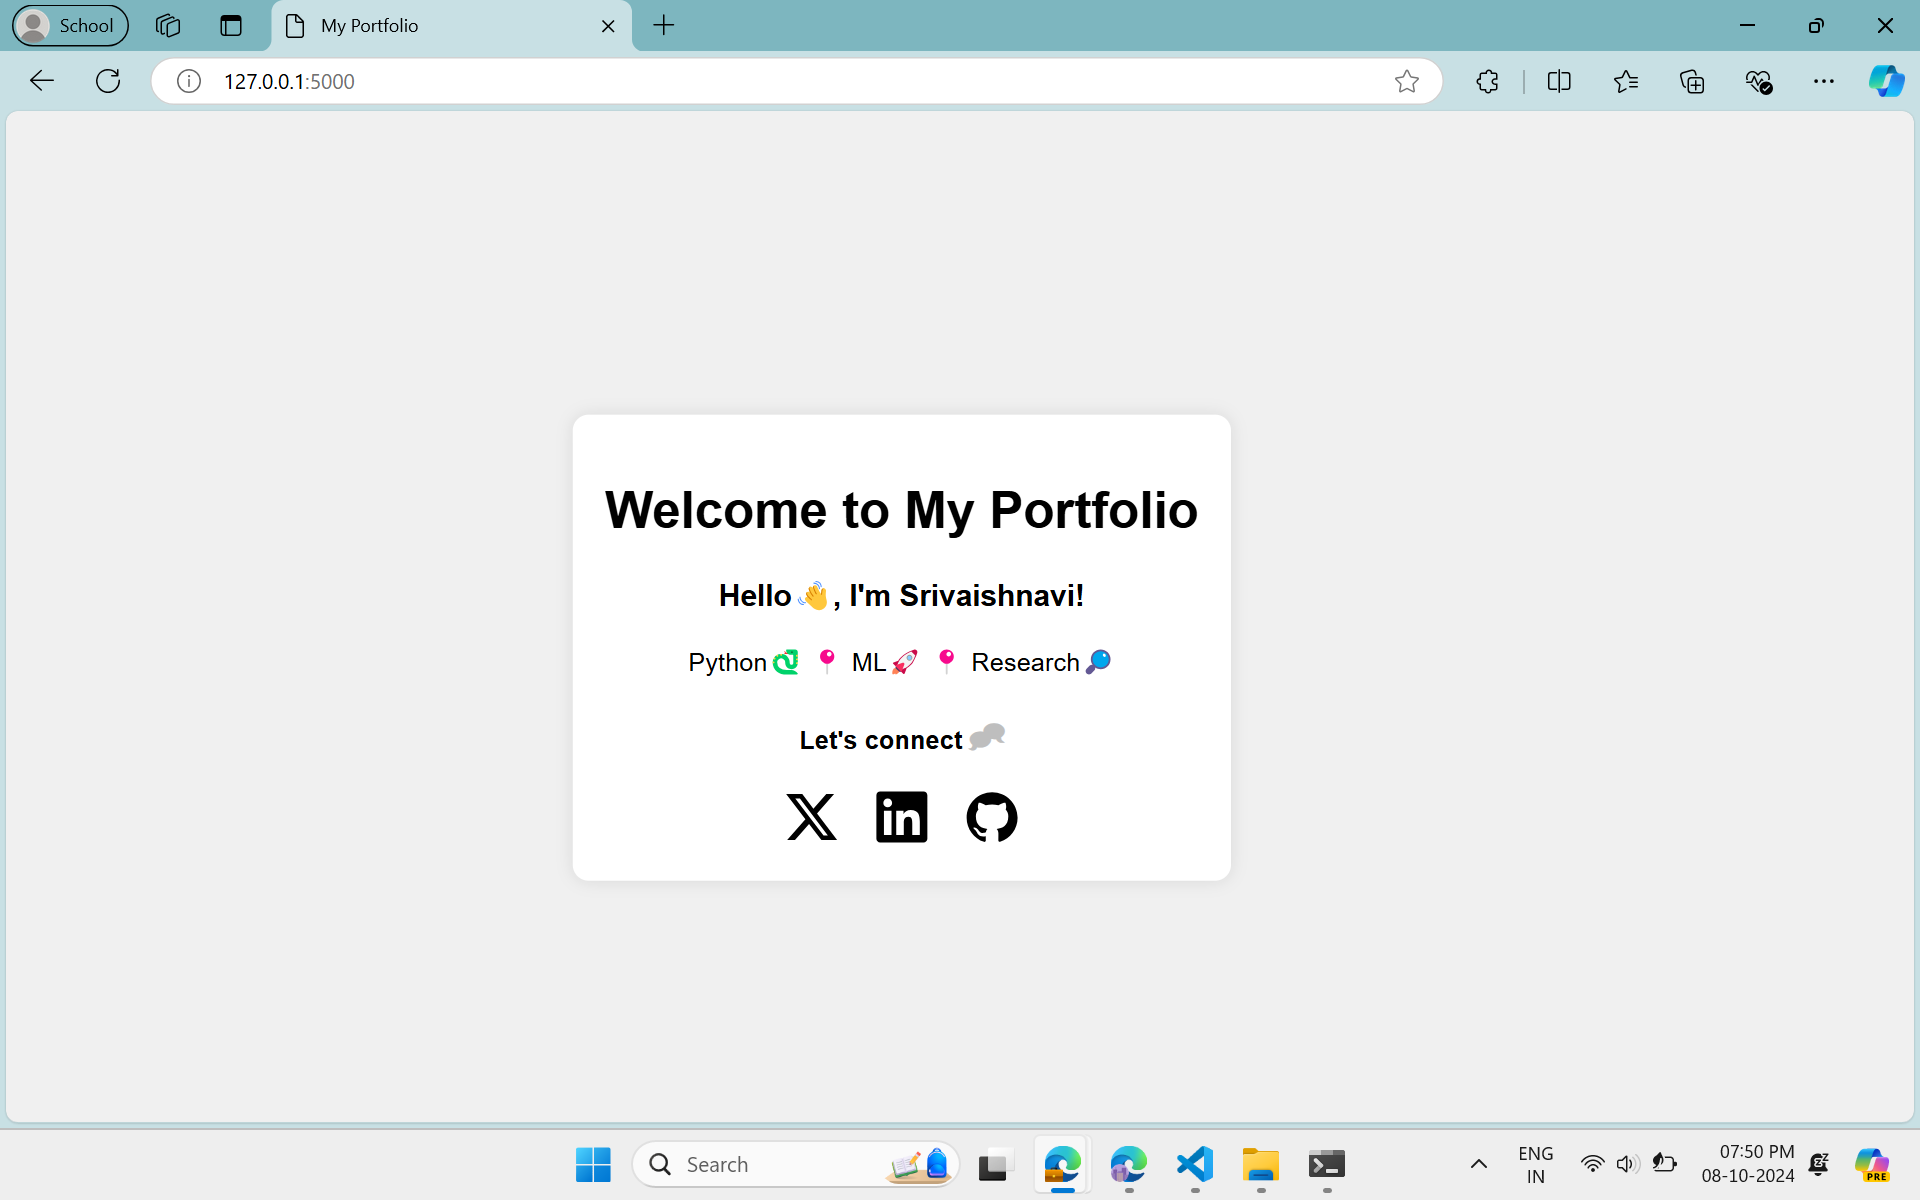 School
My Portfolio
127.0.0.1:5000
Welcome to My Portfolio
Hello 👋, I'm Srivaishnavi!
Python 🐍 📍 ML 🚀 📍 Research 🔎
Let's connect 🗪
Search
ENG
IN
07:50 PM
08-10-2024
PRE